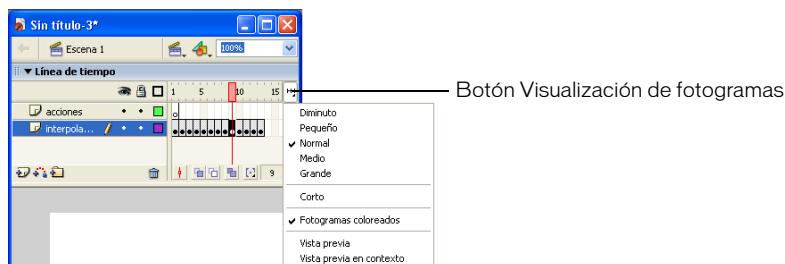 Sin título-3*
Escena 1
100%
Línea de tiempo
1 5 10 15
Botón Visualización de fotogramas
acciones
interpola...
9
Diminuto
Pequeño
Normal
Medio
Grande
Corto
Fotogramas coloreados
Vista previa
Vista previa en contexto